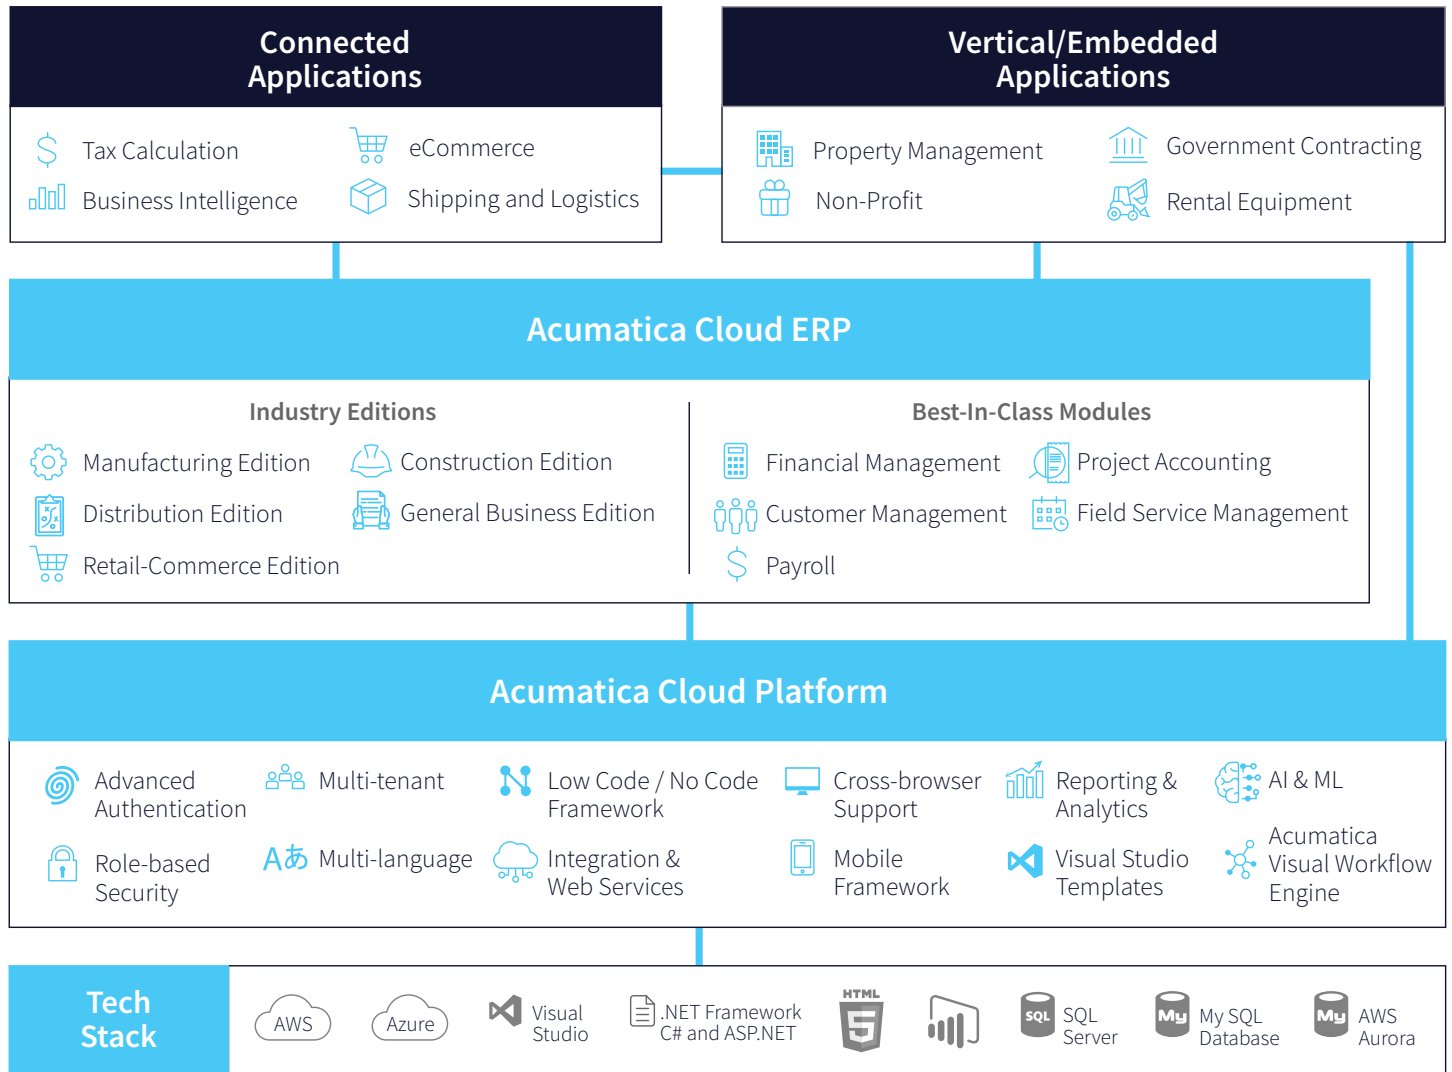 Connected
Applications
Tax Calculation
eCommerce
Business Intelligence
Shipping and Logistics
Vertical/Embedded
Applications
Property Management
Government Contracting
Non-Profit
Rental Equipment
Acumatica Cloud ERP
Industry Editions
Manufacturing Edition
Construction Edition
Distribution Edition
General Business Edition
Retail-Commerce Edition
Best-In-Class Modules
Financial Management
Project Accounting
Customer Management
Field Service Management
Payroll
Acumatica Cloud Platform
Advanced
Authentication
Multi-tenant
Low Code / No Code
Framework
Cross-browser
Support
Reporting &
Analytics
AI & ML
Role-based
Security
Aあ
Multi-language
Integration &
Web Services
Mobile
Framework
Visual Studio
Templates
Acumatica
Visual Workflow
Engine
Tech
Stack
AWS
Azure
Visual
Studio
.NET Framework
C# and ASP.NET
HTML
5
SQL
SQL
Server
My
My SQL
Database
My
AWS
Aurora